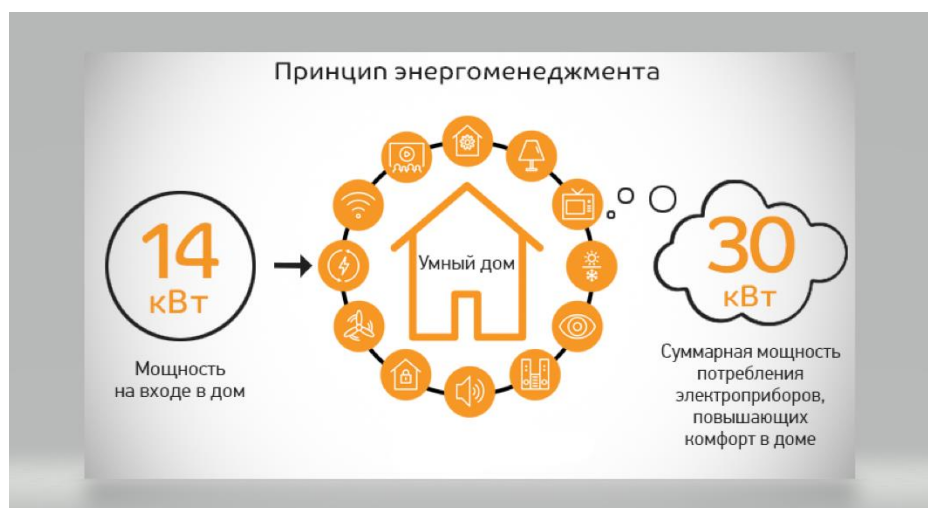 Принцип энергоменеджмента
14
кВт
Мощность
на входе в дом
Умный дом
30
кВт
Суммарная мощность
потребления
электроприборов,
повышающих
комфорт в доме